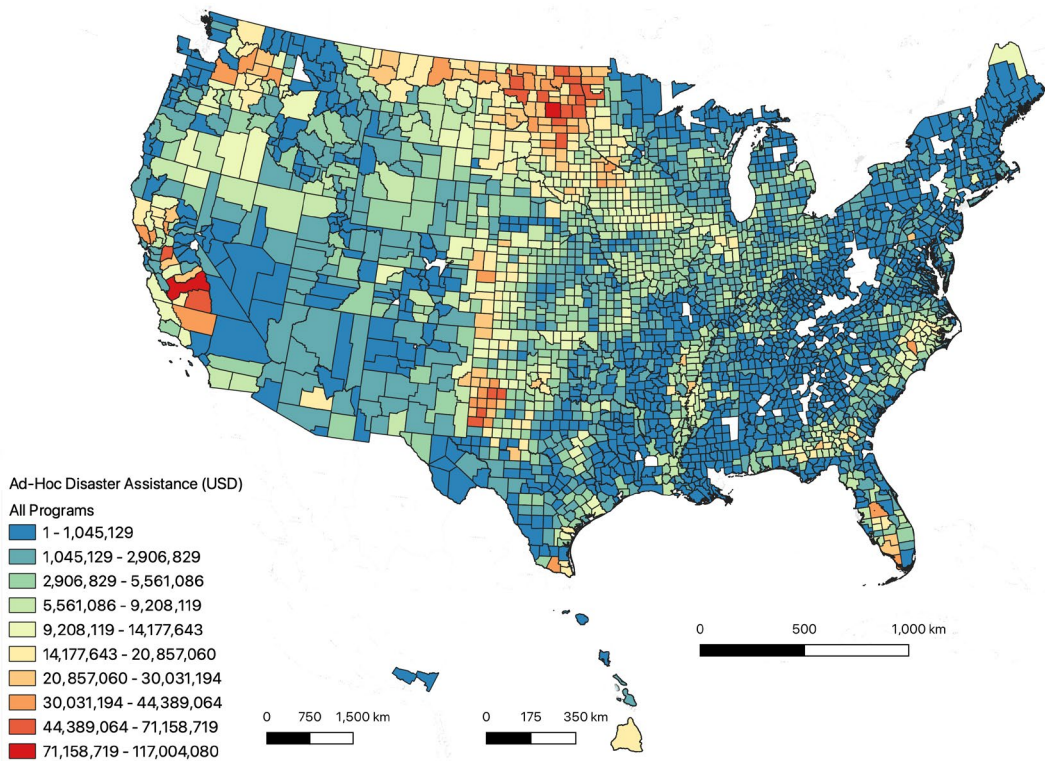 Ad-Hoc Disaster Assistance (USD)
All Programs
1 - 1,045,129
1,045,129 - 2,906,829
2,906,829 - 5,561,086
5,561,086 - 9,208,119
9,208,119 - 14,177,643
14,177,643 - 20,857,060
20,857,060 - 30,031,194
30,031,194 - 44,389,064
44,389,064 - 71,158,719
71,158,719 - 117,004,080
0 500 1,000 km
0 750 1,500 km
0 175 350 km